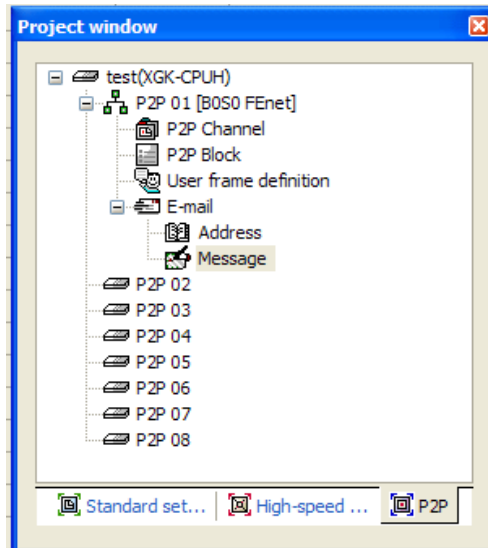 Project window
test(XGK-CPUH)
P2P 01 [B0S0 FEnet]
P2P Channel
P2P Block
User frame definition
E-mail
Address
Message
P2P 02
P2P 03
P2P 04
P2P 05
P2P 06
P2P 07
P2P 08
Standard set... High-speed ... P2P